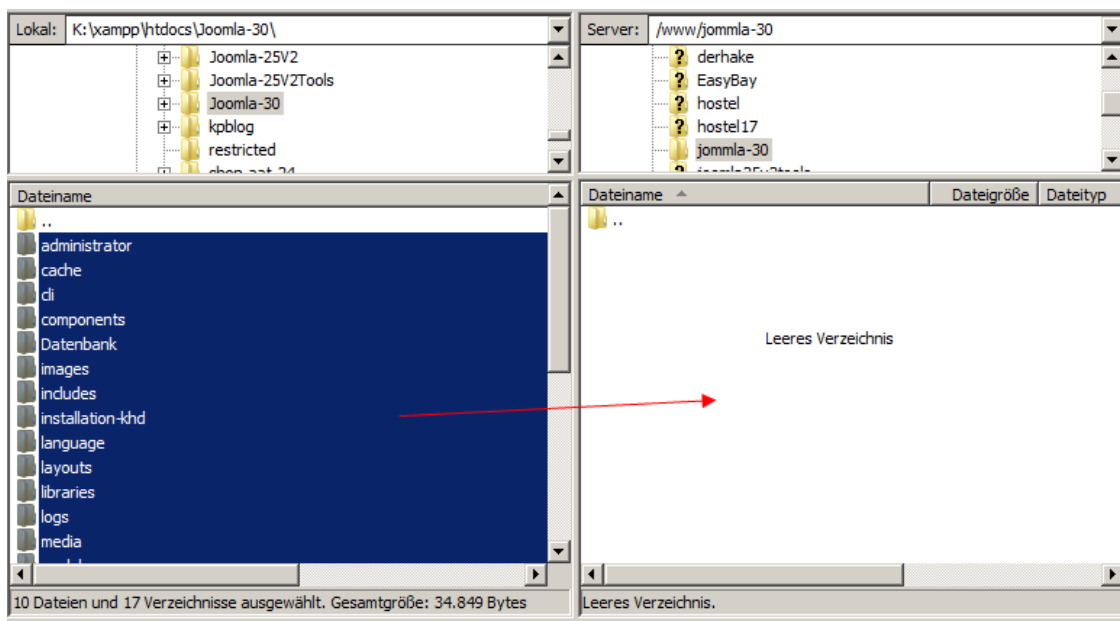 Lokal: K:\xampp\htdocs\Joomla-30\
Joomla-25V2
Joomla-25V2Tools
Joomla-30
kpblog
restricted
Dateiname
..
administrator
cache
cli
components
Datenbank
images
includes
installation-khd
language
layouts
libraries
logs
media
10 Dateien und 17 Verzeichnisse ausgewählt. Gesamtgröße: 34.849 Bytes
Server: /www/jommla-30
derhake
EasyBay
hostel
hostel17
jommla-30
Dateiname Dateigröße Dateityp
..
Leeres Verzeichnis
Leeres Verzeichnis.